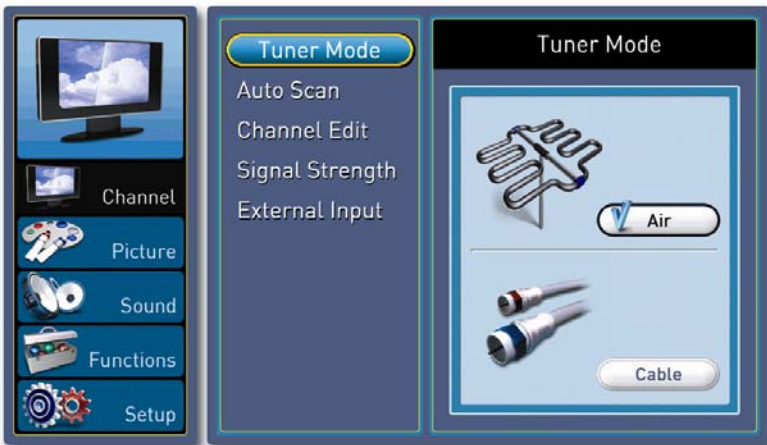 Channel
Picture
Sound
Functions
Setup
Tuner Mode
Auto Scan
Channel Edit
Signal Strength
External Input
Tuner Mode
Air
Cable